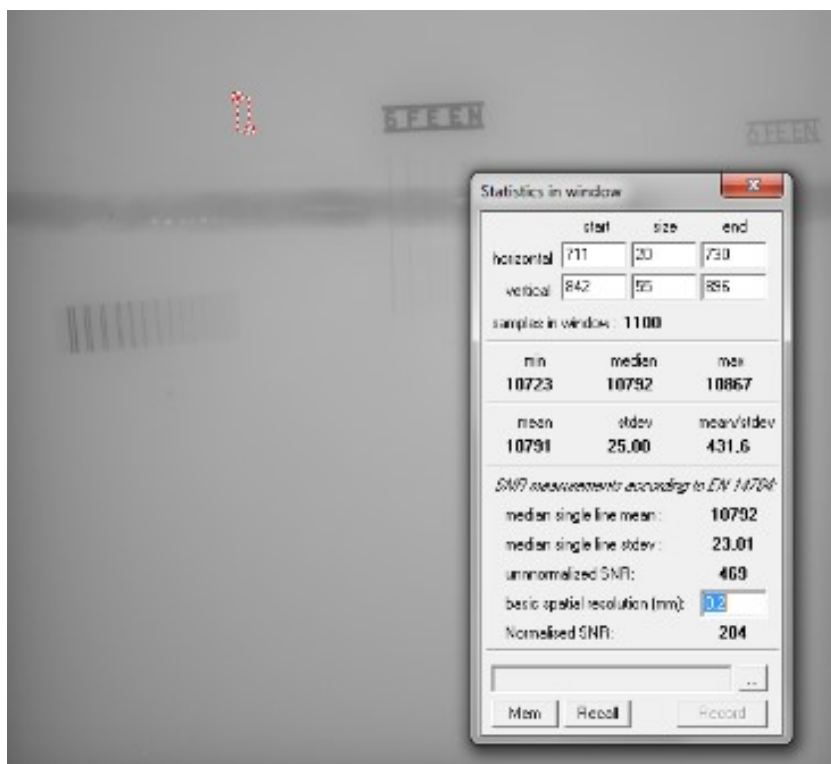 6FEEN
6FEEN
Statistics in window
start size end
horizontal 711 20 730
vertical 842 55 896
samples in window : 1100
min median max
10723 10792 10867
mean stdev mean/stdev
10791 25.00 431.6
SNR measurements according to EN 14784:
median single line mean : 10792
median single line stdev : 23.01
unnormalized SNR: 469
basic spatial resolution (mm): 0.2
Normalised SNR: 204
...
Mem Recall Record